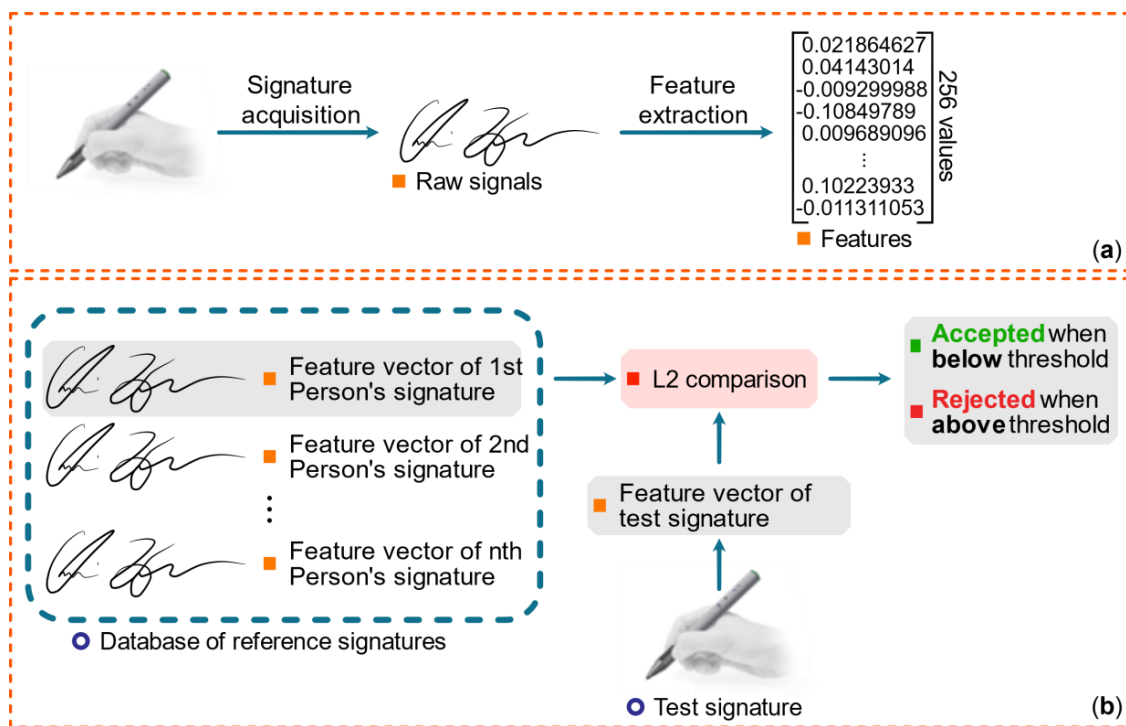 Signature
acquisition
Raw signals
Feature
extraction
0.021864627
0.04143014
-0.009299988
-0.10849789
0.009689096
...
0.10223933
-0.011311053
256 values
Features
(a)
Feature vector of 1st
Person's signature
Feature vector of 2nd
Person's signature
Feature vector of nth
Person's signature
Database of reference signatures
L2 comparison
Feature vector of
test signature
Test signature
Accepted when
below threshold
Rejected when
above threshold
(b)